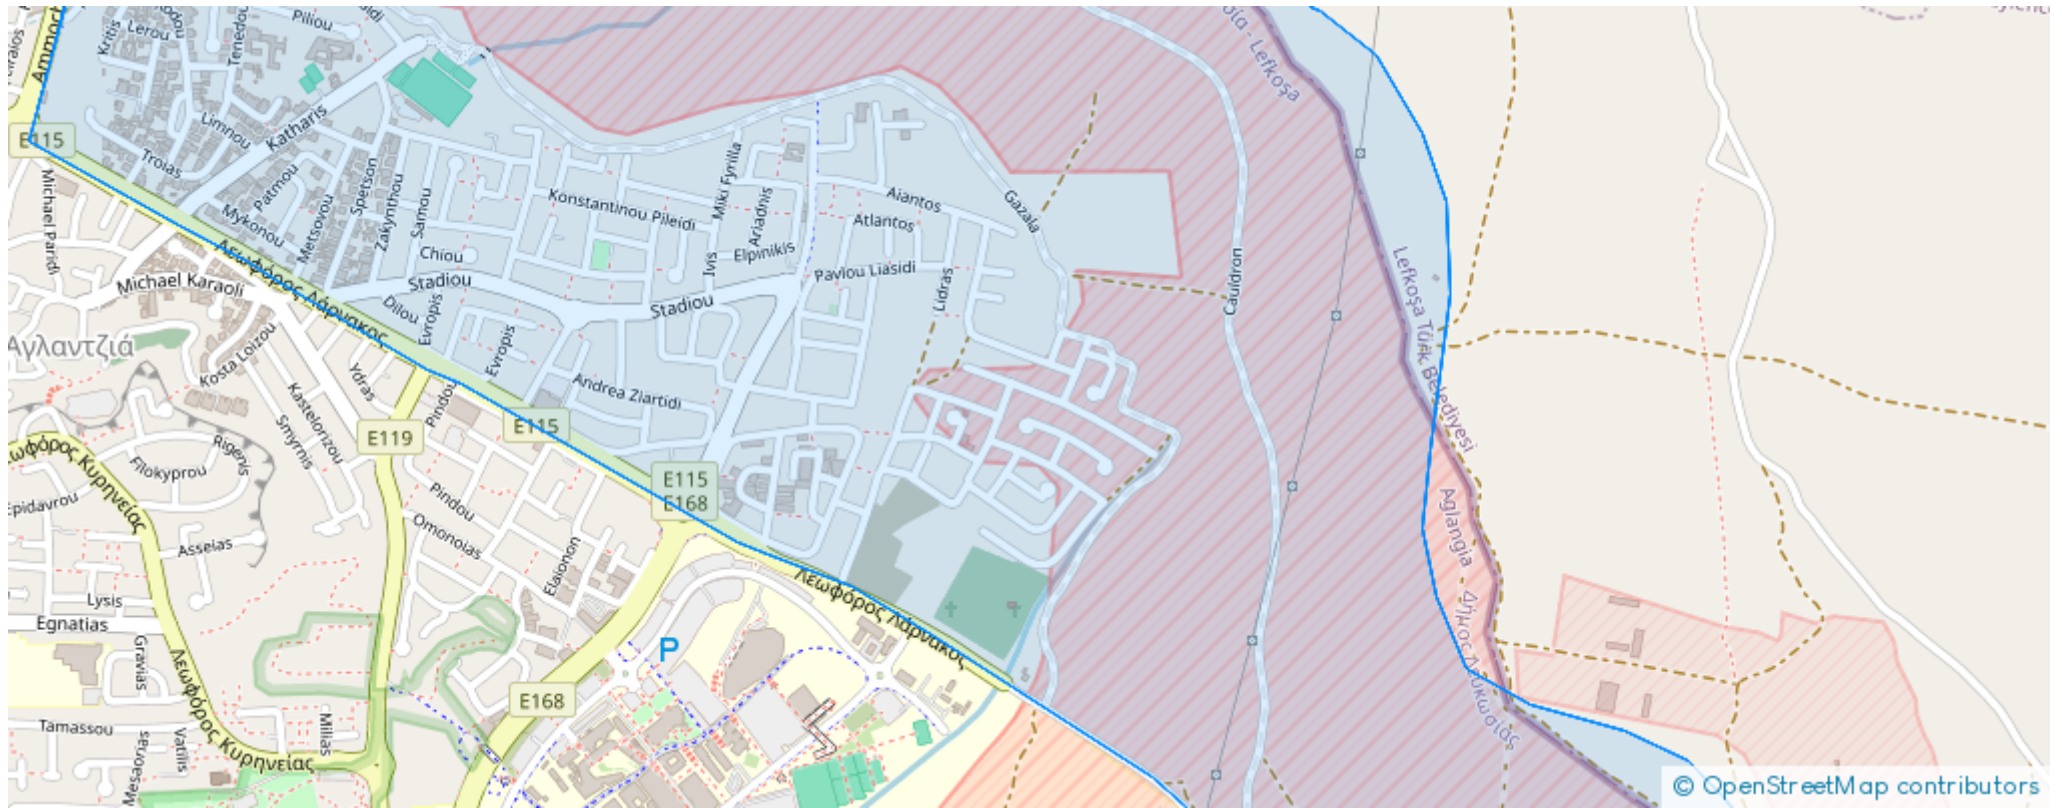 Ammoch
Kritis
Lerou
Tenedou
Piliou
E115
Limnou
Katharis
Troias
Patmou
Mykonou
Metsovou
Spetson
Zakynthou
Samou
Chiou
Stadiou
Konstantinou Pileidi
Miki Fyrilla
Ariadnis
Ivis
Elpinikis
Aiantos
Atlantos
Pavlou Liasidi
Lidras
Gazala
Cauldron
Lefkoşa Türk Belediyesi
Michael Paridi
Michael Karaoli
Λεωφόρος Λάρνακος
Dilou
Evropis
Evropis
Stadiou
Αγλαντζιά
Kosta Loizou
Ydras
Kastelorizou
Smyrnis
Pindou
E119
E115
Andrea Ziartidi
E115
E168
Rigenis
Filokyprou
Epidavrou
Asseias
Pindou
Omonoias
Elaionon
Lysis
Egnatias
Gravias
Λεωφόρος Κυρηνείας
Tamassou
Mesaorias
Vatilis
Milias
E168
P
Λεωφόρος Λάρνακος
Aglangia
Δήμος Λευκωσίας
© OpenStreetMap contributors